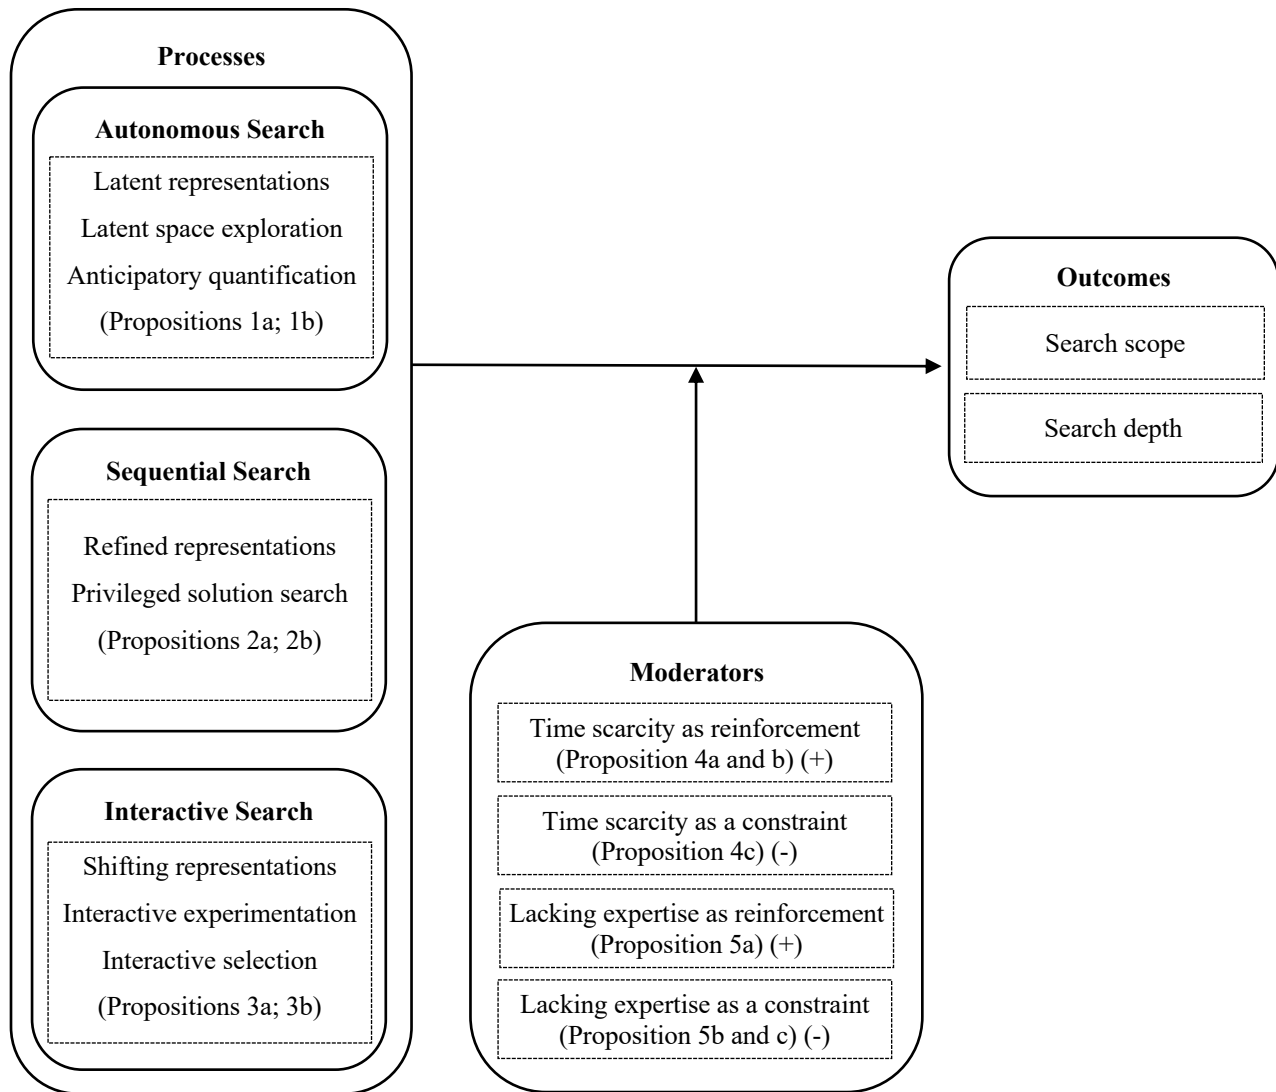 Processes
Autonomous Search
Latent representations
Latent space exploration
Anticipatory quantification
(Propositions 1a; 1b)
Sequential Search
Refined representations
Privileged solution search
(Propositions 2a; 2b)
Interactive Search
Shifting representations
Interactive experimentation
Interactive selection
(Propositions 3a; 3b)
Outcomes
Search scope
Search depth
Moderators
Time scarcity as reinforcement
(Proposition 4a and b) (+)
Time scarcity as a constraint
(Proposition 4c) (-)
Lacking expertise as reinforcement
(Proposition 5a) (+)
Lacking expertise as a constraint
(Proposition 5b and c) (-)